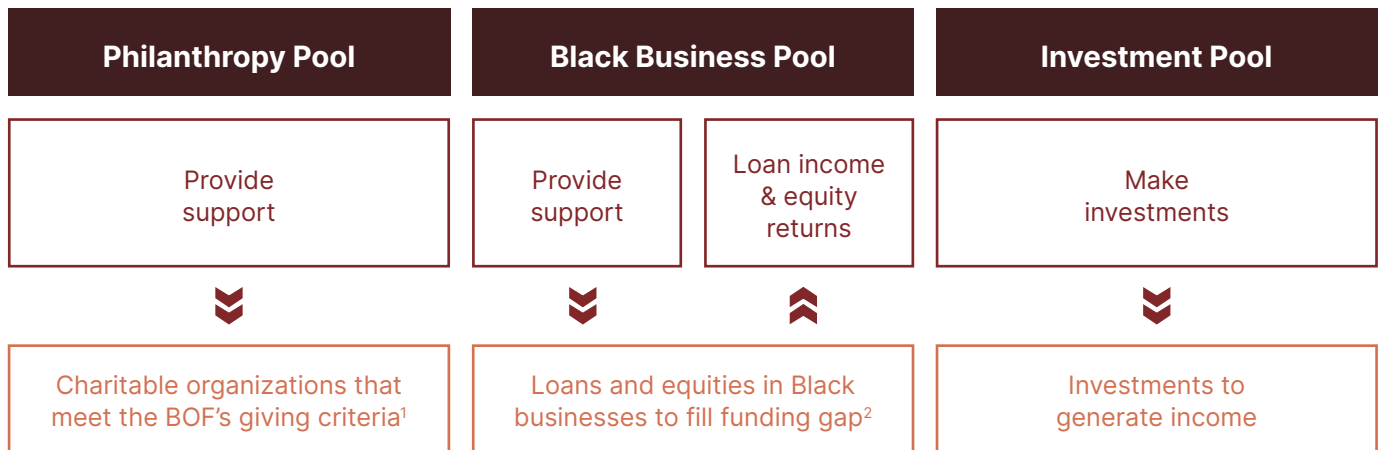 Philanthropy Pool
Black Business Pool
Investment Pool
Provide
support
Provide
support
Loan income
& equity
returns
Make
investments
Charitable organizations that
meet the BOF’s giving criteria¹
Loans and equities in Black
businesses to fill funding gap²
Investments to
generate income